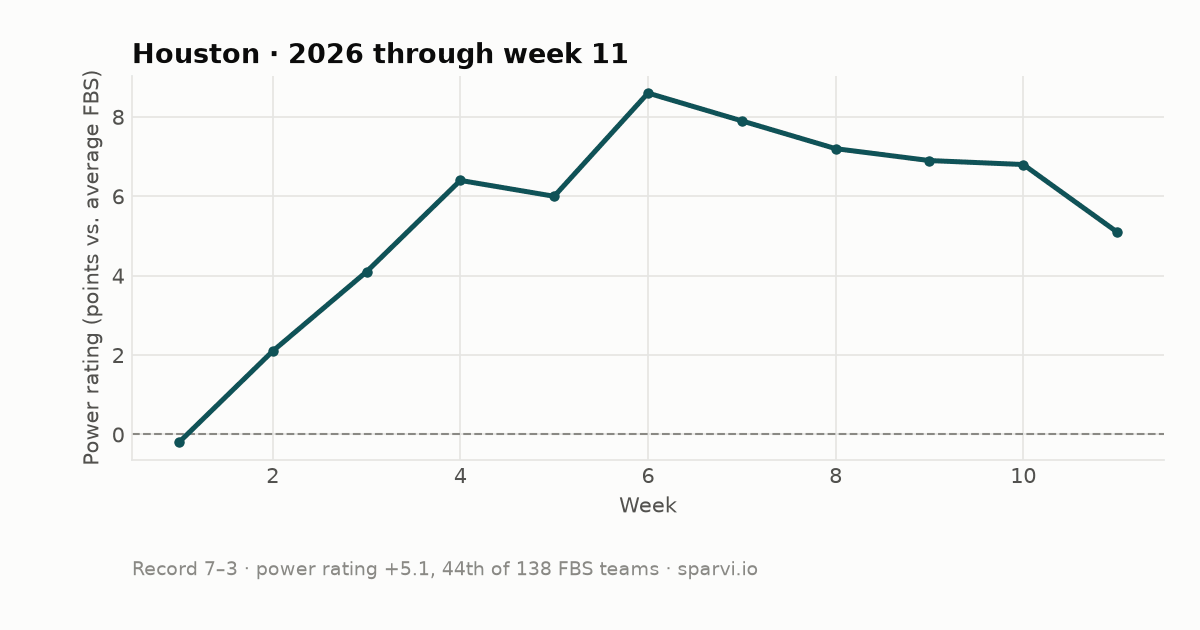 Houston · 2026 through week 11
Power rating (points vs. average FBS)
8
6
4
2
0
2
4
6
8
10
Week
Record 7–3 · power rating +5.1, 44th of 138 FBS teams · sparvi.io